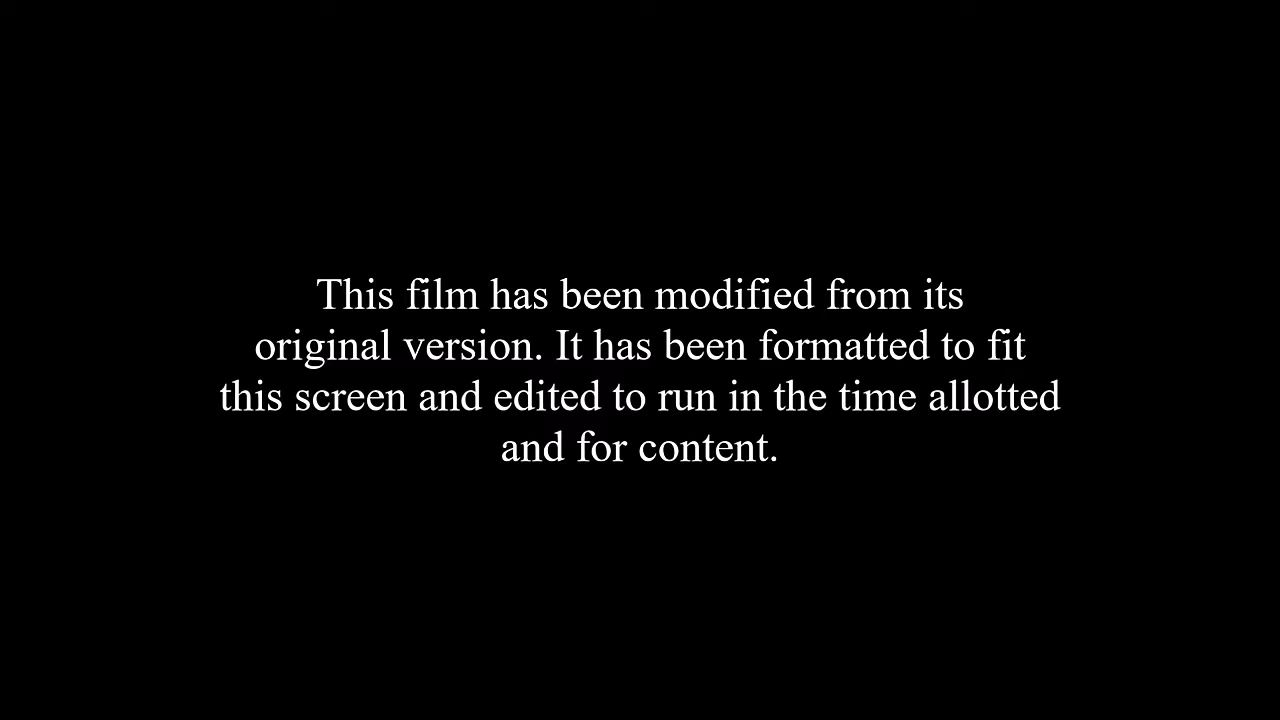 This film has been modified from its
original version. It has been formatted to fit
this screen and edited to run in the time allotted
and for content.